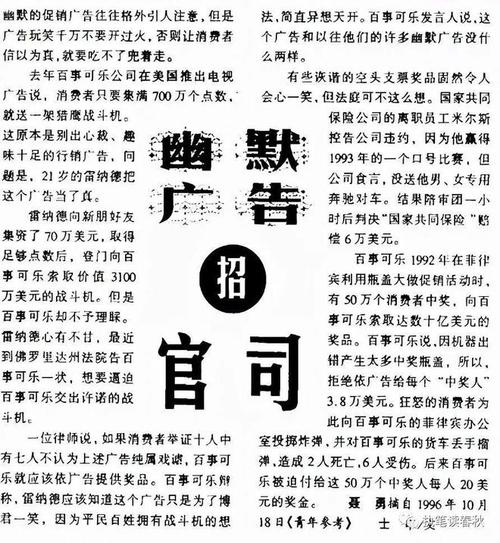 幽默的促销广告往往格外引人注意，但是
广告玩笑千万不要开过火，否则让消费者
信以为真，就要吃不了兜着走。
去年百事可乐公司在美国推出电视
广告说，消费者只要集满700万个点数，
就送一架猎鹰战斗机。
这原本是别出心裁、趣
味十足的行销广告，问
题是，21岁的雷纳德把
这个广告当了真。
雷纳德向新朋好友
集资了70万美元，取得
足够点数后，登门向百
事可乐索取价值3100
万美元的战斗机。但是
百事可乐却不予理睬。
雷纳德心有不甘，最近
到佛罗里达州法院告百
事可乐一状，想要逼迫
百事可乐交出许诺的战
斗机。
一位律师说，如果消费者举证十人中
有七人不认为上述广告纯属戏谑，百事可
乐就应该依广告提供奖品。百事可乐辩
称，雷纳德应该知道这个广告只是为了博
君一笑，因为平民百姓拥有战斗机的想
幽默
广告
招
官司
法，简直异想天开。百事可乐发言人说，这
个广告和以往他们的许多幽默广告没什
么两样。
有些诙谐的空头支票奖品固然令人
会心一笑，但法庭可不这么想。国家共同
保险公司的离职员工米尔斯
控告公司违约，因为他赢得
1993年的一个口号比赛，但
公司食言，没送他男、女专用
奔驰对车。结果陪审团一小
时后判决“国家共同保险”赔
偿6万美元。
百事可乐1992年在菲律
宾利用瓶盖大做促销活动时，
有50万个消费者中奖，向百
事可乐索取达数十亿美元的
奖品。百事可乐说，因机器出
错产生太多中奖瓶盖，所以，
拒绝依广告给每个“中奖人”
3.8万美元。狂怒的消费者为
此向百事可乐的菲律宾办公
室投掷炸弹，并对百事可乐的货车丢手榴
弹，造成2人死亡，6人受伤。后来百事可
乐被迫付给这50万个中奖人每人20美
元的奖金。 聂 勇摘自1996年10月
18日《青年参考》 士
执笔读春秋